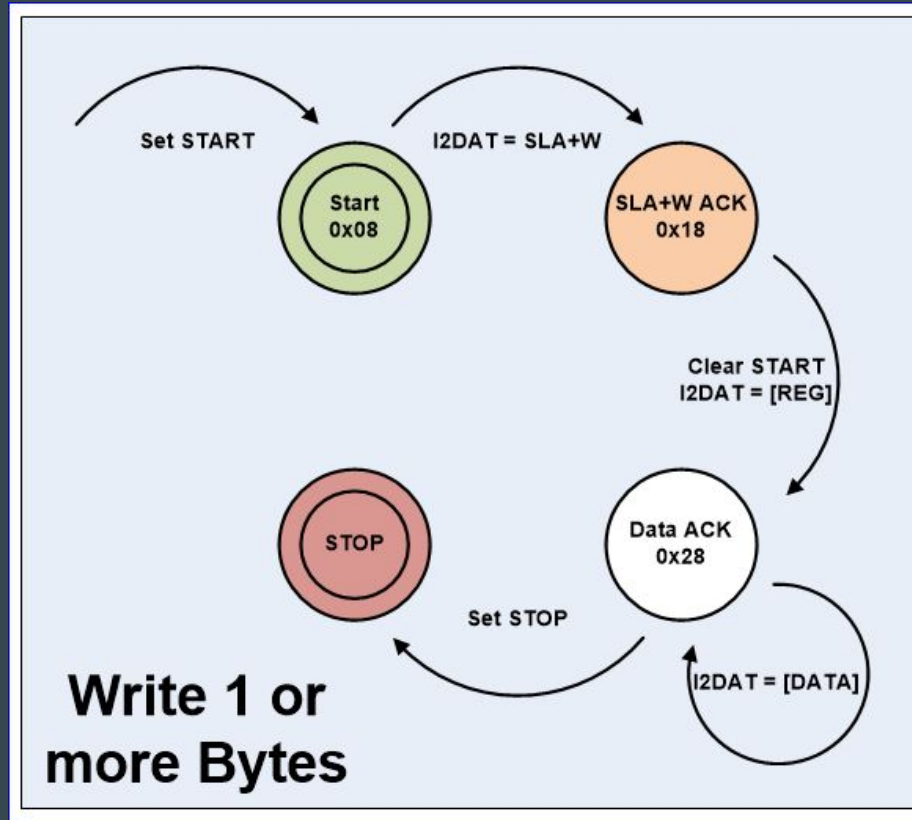 Set START
I2DAT = SLA+W
Start
0x08
SLA+W ACK
0x18
Clear START
I2DAT = [REG]
STOP
Data ACK
0x28
Set STOP
I2DAT = [DATA]
Write 1 or
more Bytes